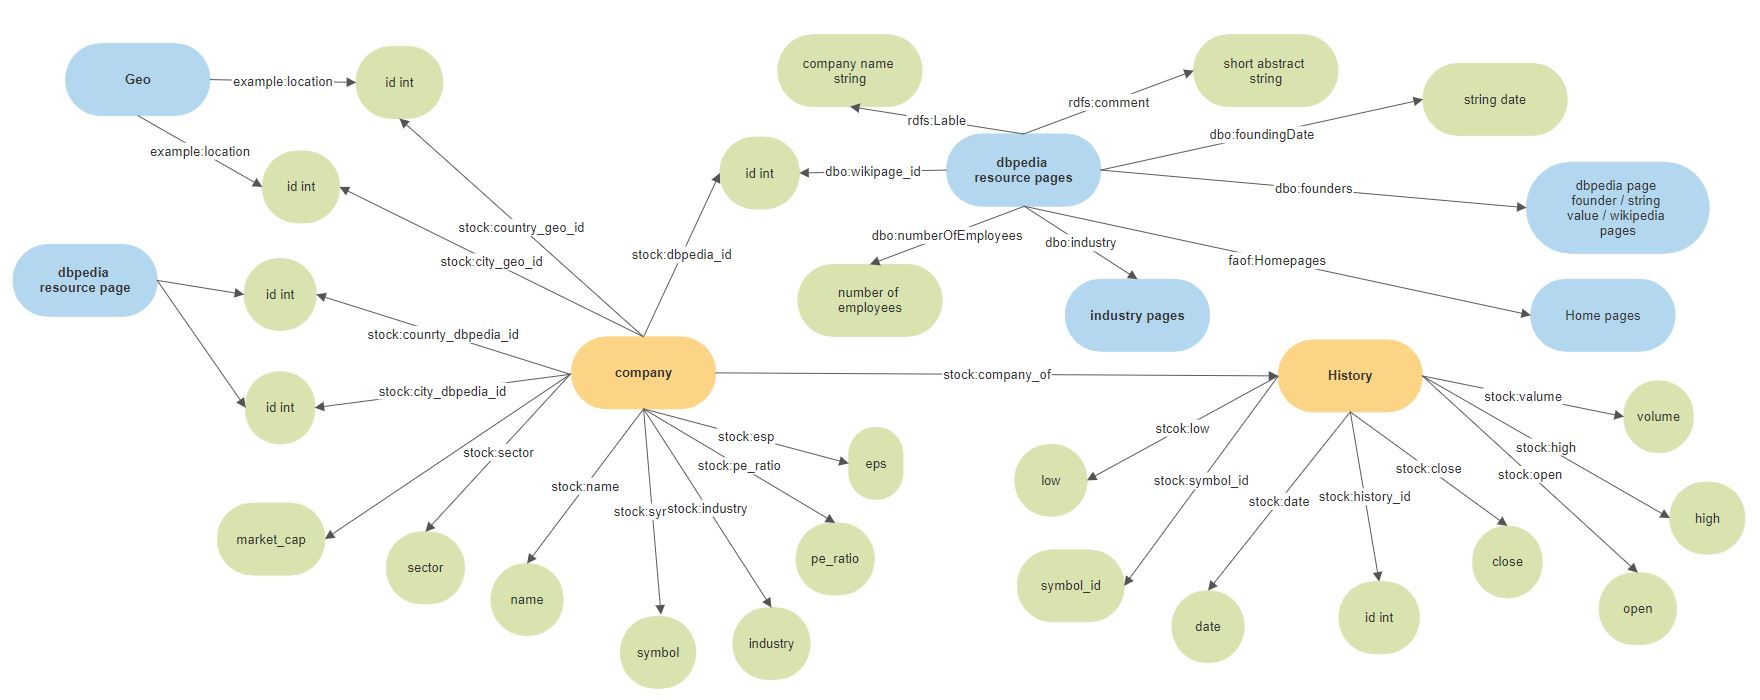 Geo
example:location
id int
company name
string
short abstract
string
string date
rdfs:comment
rdfs:Lable
dbo:foundingDate
example:location
id int
id int
dbo:wikipage_id
dbpedia
resource pages
dbo:founders
dbpedia page
founder / string
value / wikipedia
pages
stock:country_geo_id
stock:city_geo_id
stock:dbpedia_id
dbo:numberOfEmployees
dbo:industry
faof:Homepages
dbpedia
resource page
id int
number of
employees
industry pages
Home pages
stock:counrty_dbpedia_id
company
stock:company_of
History
stock:city_dbpedia_id
id int
stock:valume
volume
stock:esp
stcok:low
stock:high
stock:sector
stock:pe_ratio
eps
stock:close
stock:open
low
stock:symbol_id
stock:name
stock:syr
stock:industry
stock:date
stock:history_id
high
market_cap
sector
name
pe_ratio
symbol_id
close
symbol
industry
date
id int
open